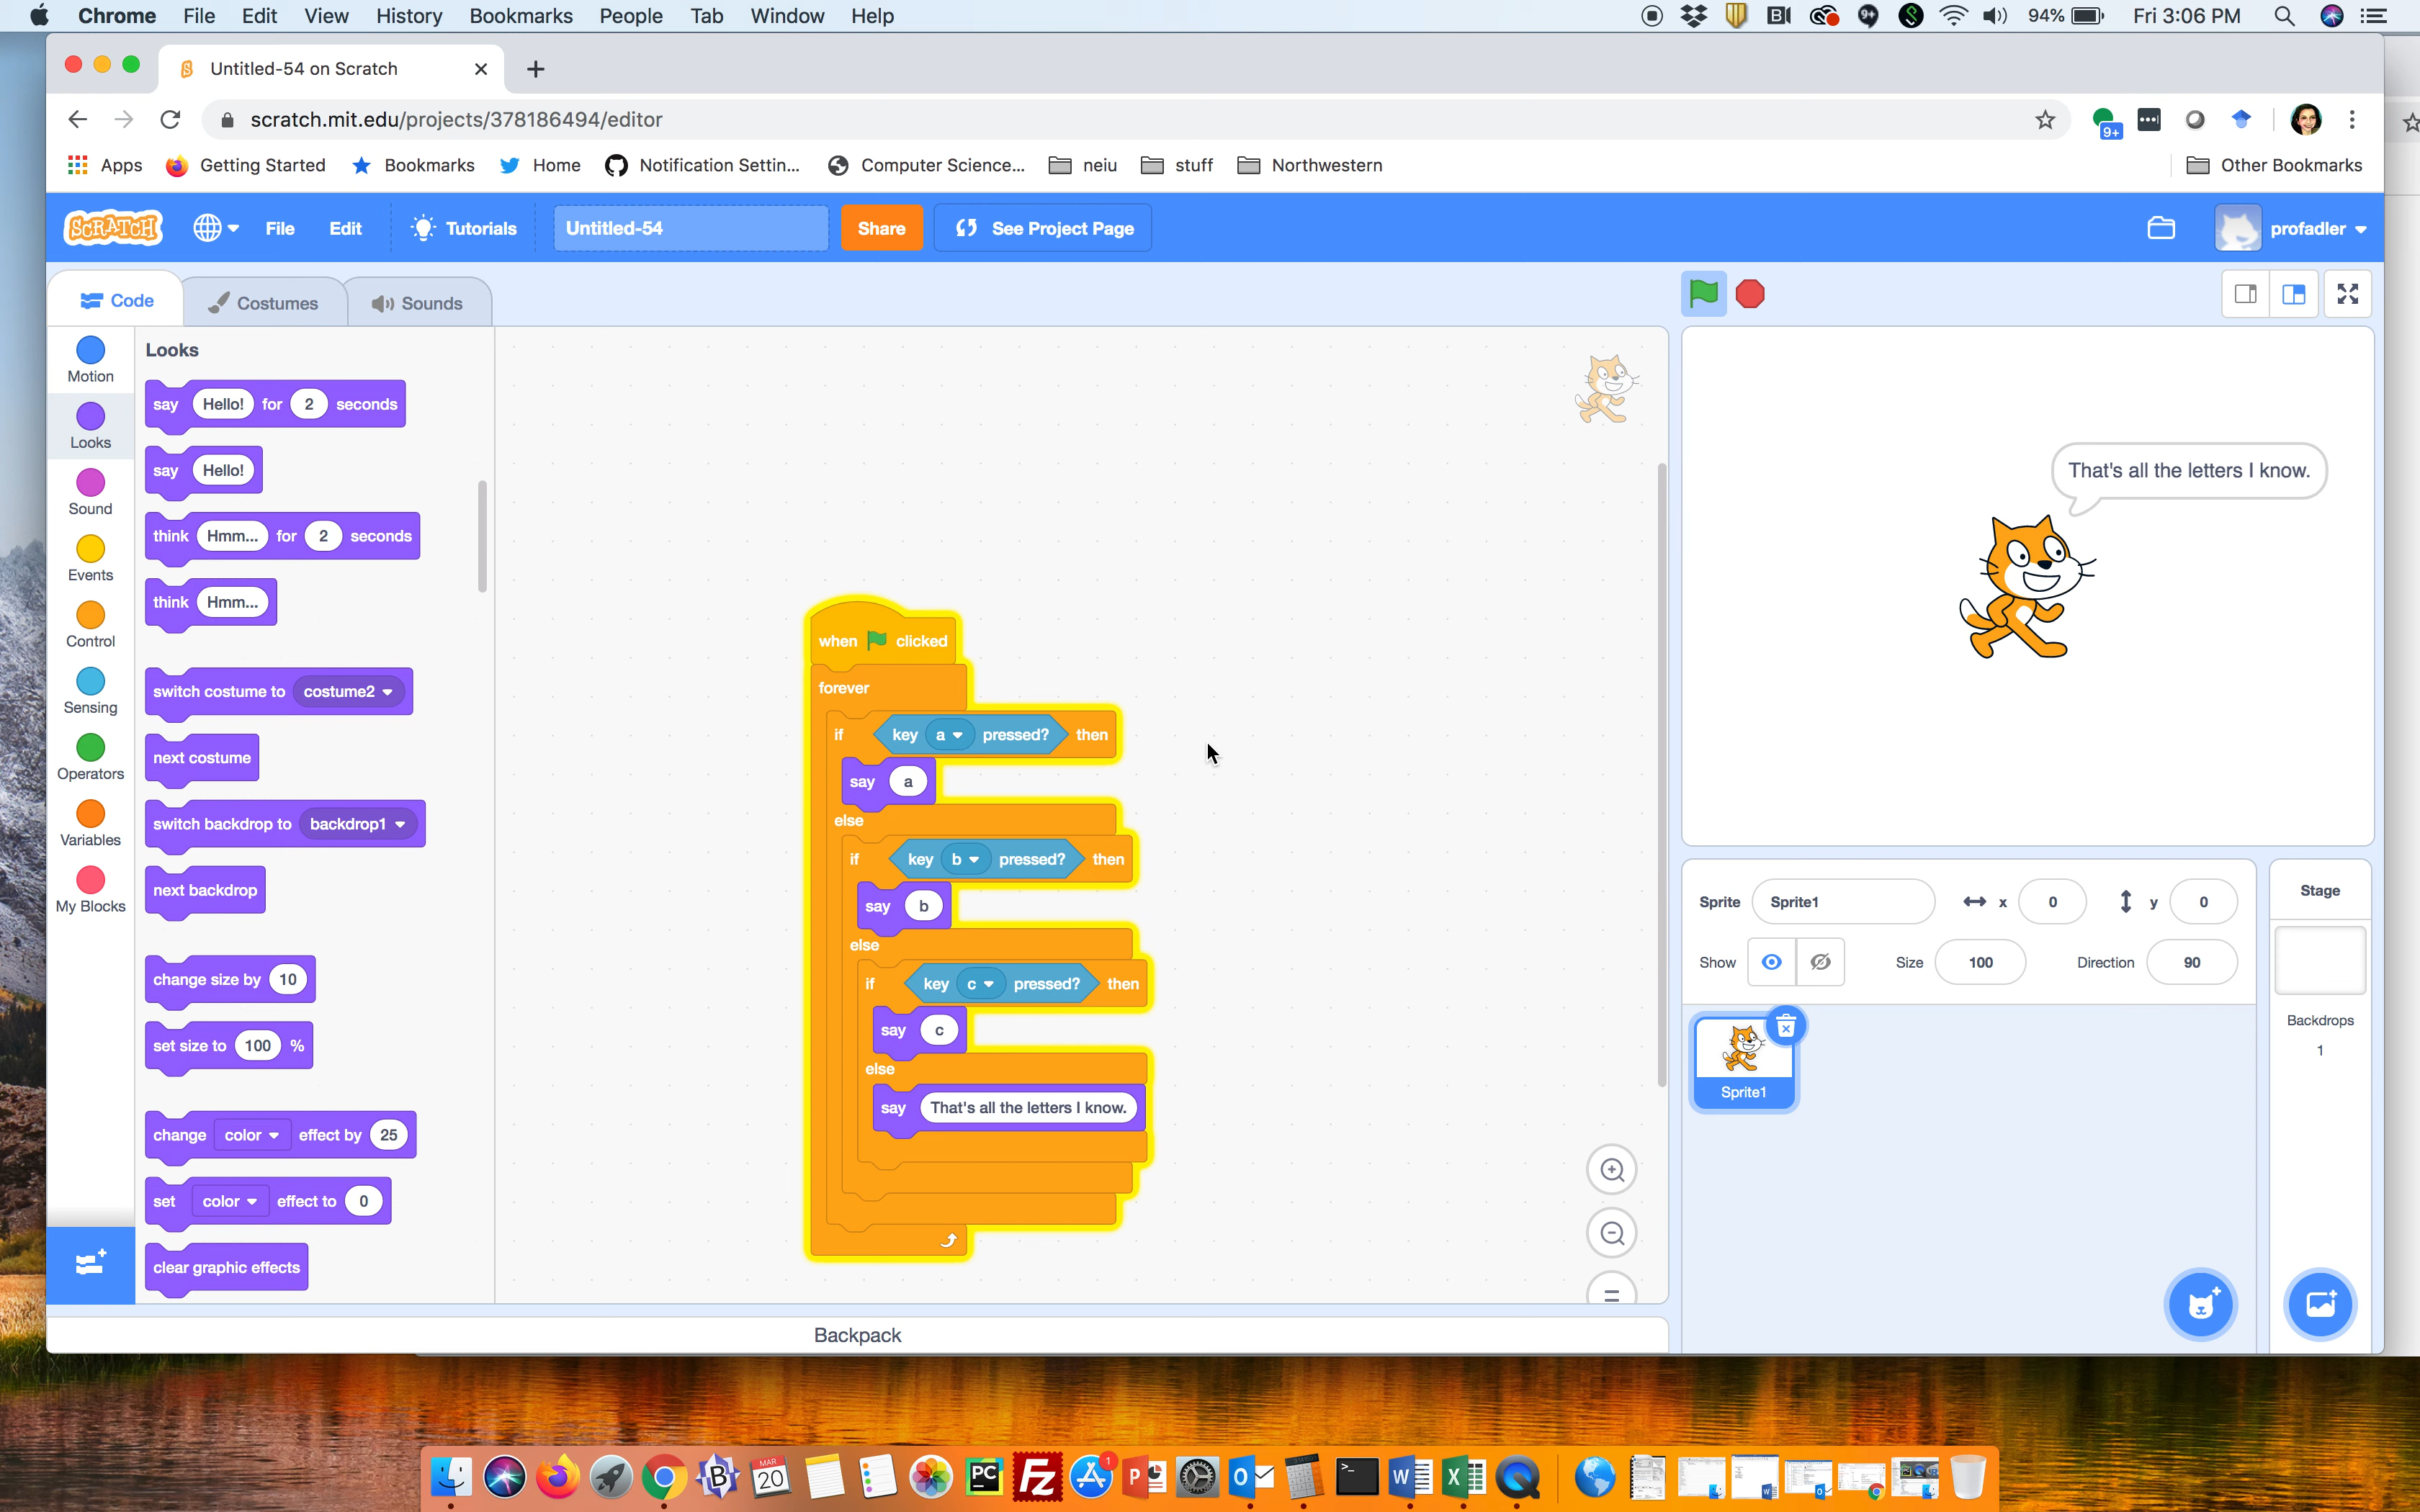 Chrome File Edit View History Bookmarks People Tab Window Help 94% Fri 3:06 PM
Untitled-54 on Scratch
scratch.mit.edu/projects/378186494/editor
9+
Apps Getting Started Bookmarks Home Notification Settin... Computer Science... neiu stuff Northwestern Other Bookmarks
SCRATCH File Edit Tutorials Untitled-54 Share See Project Page profadler
Code Costumes Sounds
Motion
Looks
Sound
Events
Control
Sensing
Operators
Variables
My Blocks
Looks
say Hello! for 2 seconds
say Hello!
think Hmm... for 2 seconds
think Hmm...
switch costume to costume2
next costume
switch backdrop to backdrop1
next backdrop
change size by 10
set size to 100 %
change color effect by 25
set color effect to 0
clear graphic effects
when clicked
forever
if key a pressed? then
say a
else
if key b pressed? then
say b
else
if key c pressed? then
say c
else
say That's all the letters I know.
Backpack
That's all the letters I know.
Sprite Sprite1 x 0 y 0
Show Size 100 Direction 90
Sprite1
Stage
Backdrops
1
MAR
20
PC
Fz
1